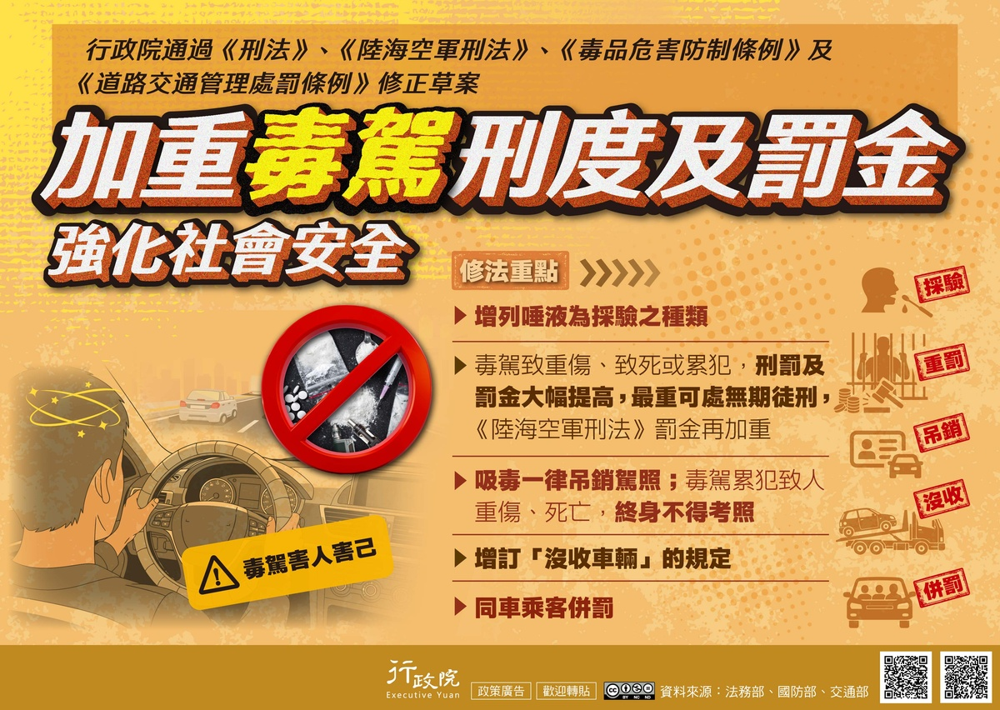 行政院通過《刑法》、《陸海空軍刑法》、《毒品危害防制條例》及
《道路交通管理處罰條例》修正草案
加重毒駕刑度及罰金
強化社會安全
修法重點
增列唾液為採驗之種類
毒駕致重傷、致死或累犯，刑罰及
罰金大幅提高，最重可處無期徒刑，
《陸海空軍刑法》罰金再加重
吸毒一律吊銷駕照；毒駕累犯致人
重傷、死亡，終身不得考照
增訂「沒收車輛」的規定
同車乘客併罰
採驗
重罰
吊銷
沒收
併罰
毒駕害人害己
行政院
Executive Yuan
政策廣告
歡迎轉貼
CC BY NC ND
資料來源：法務部、國防部、交通部